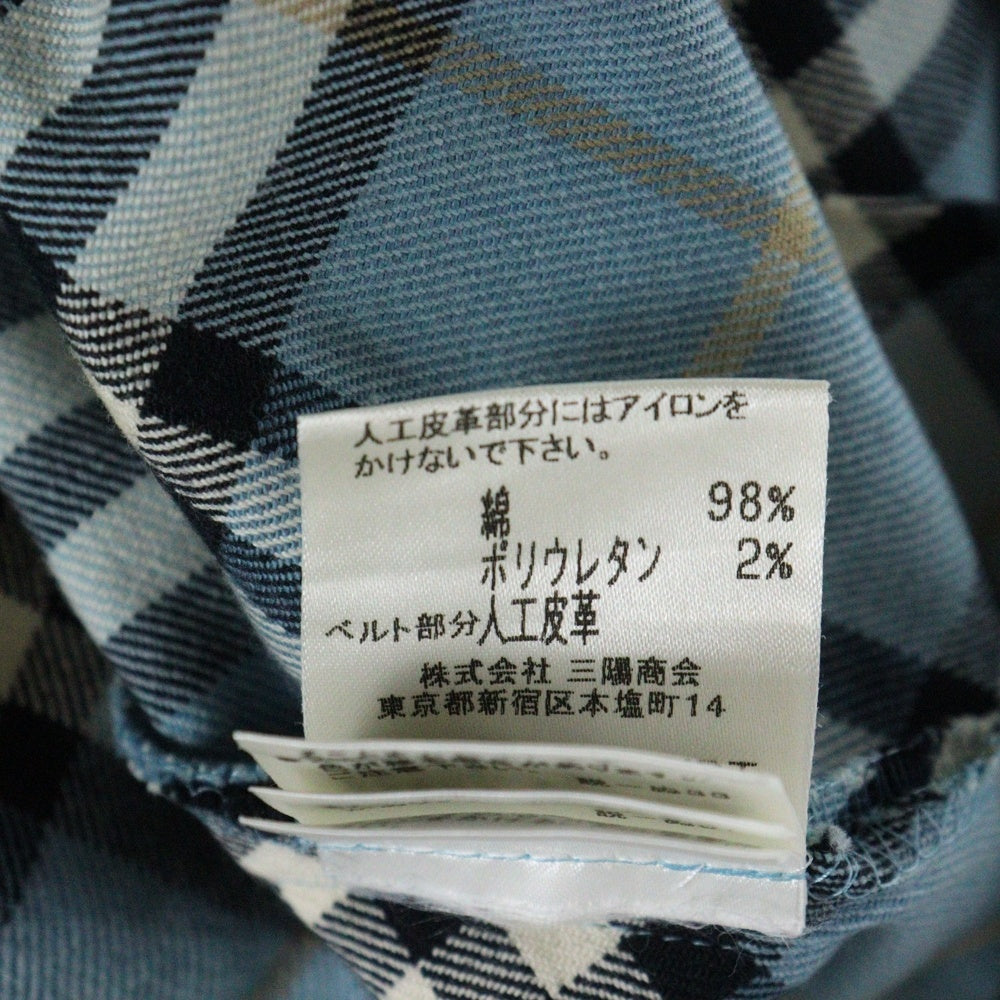 人工皮革部分にはアイロンを
かけないで下さい。
綿 98%
ポリウレタン 2%
ベルト部分人工皮革
株式会社 三陽商会
東京都新宿区本塩町14